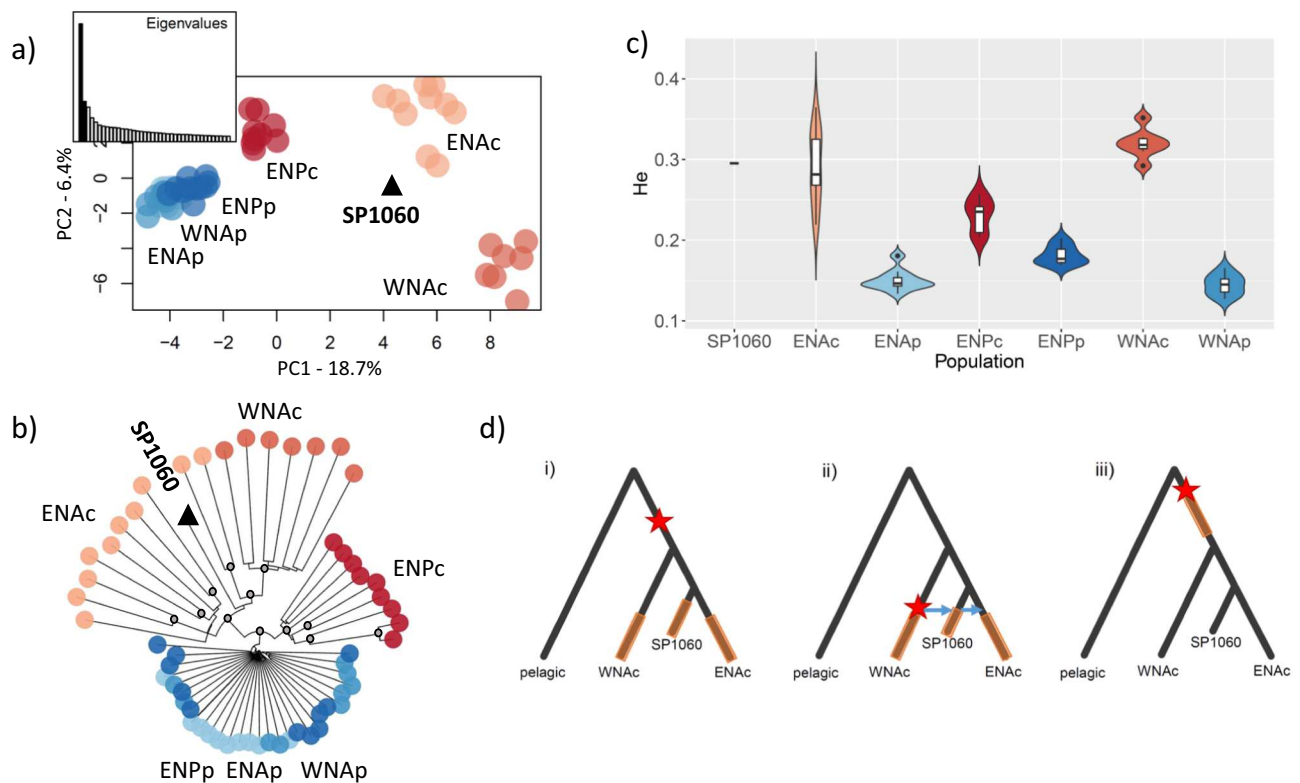 a)
Eigenvalues
PC2 - 6.4%
2
0
-2
-6
ENAc
ENPc
ENPp
WNAp
ENAp
SP1060
WNAc
-4 -2 0 2 4 6 8
PC1 - 18.7%
c)
He
0.4
0.3
0.2
0.1
SP1060 ENAc ENAp ENPc ENPp WNAc WNAp
Population
b)
WNAc
SP1060
ENAc
ENPc
ENPp ENAp WNAp
d)
i) ii) iii)
SP1060 SP1060 SP1060
pelagic WNAc ENAc pelagic WNAc ENAc pelagic WNAc ENAc